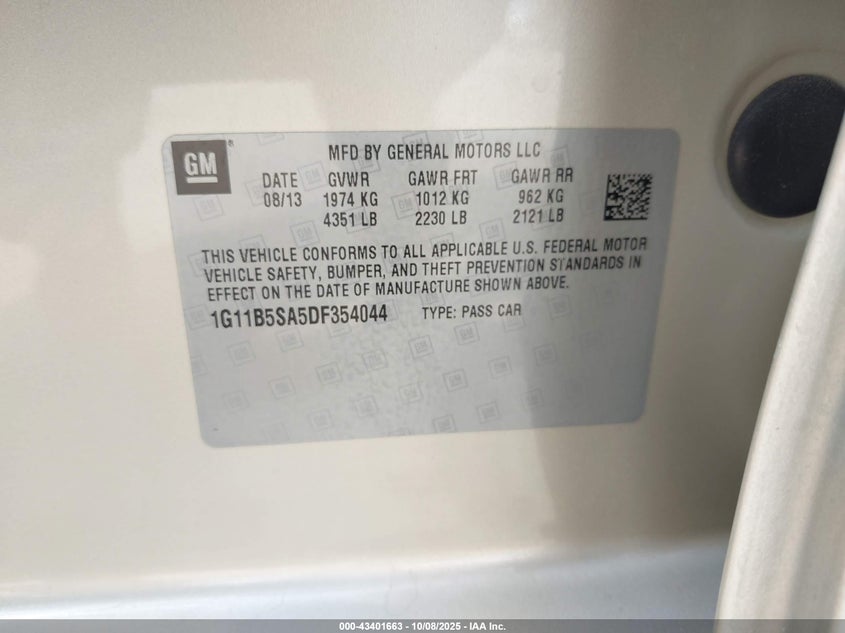 GM
MFD BY GENERAL MOTORS LLC
DATE GVWR GAWR FRT GAWR RR
08/13 1974 KG 1012 KG 962 KG
4351 LB 2230 LB 2121 LB
THIS VEHICLE CONFORMS TO ALL APPLICABLE U.S. FEDERAL MOTOR
VEHICLE SAFETY, BUMPER, AND THEFT PREVENTION STANDARDS IN
EFFECT ON THE DATE OF MANUFACTURE SHOWN ABOVE.
1G11B5SA5DF354044 TYPE: PASS CAR
000-43401663 - 10/08/2025 - IAA Inc.